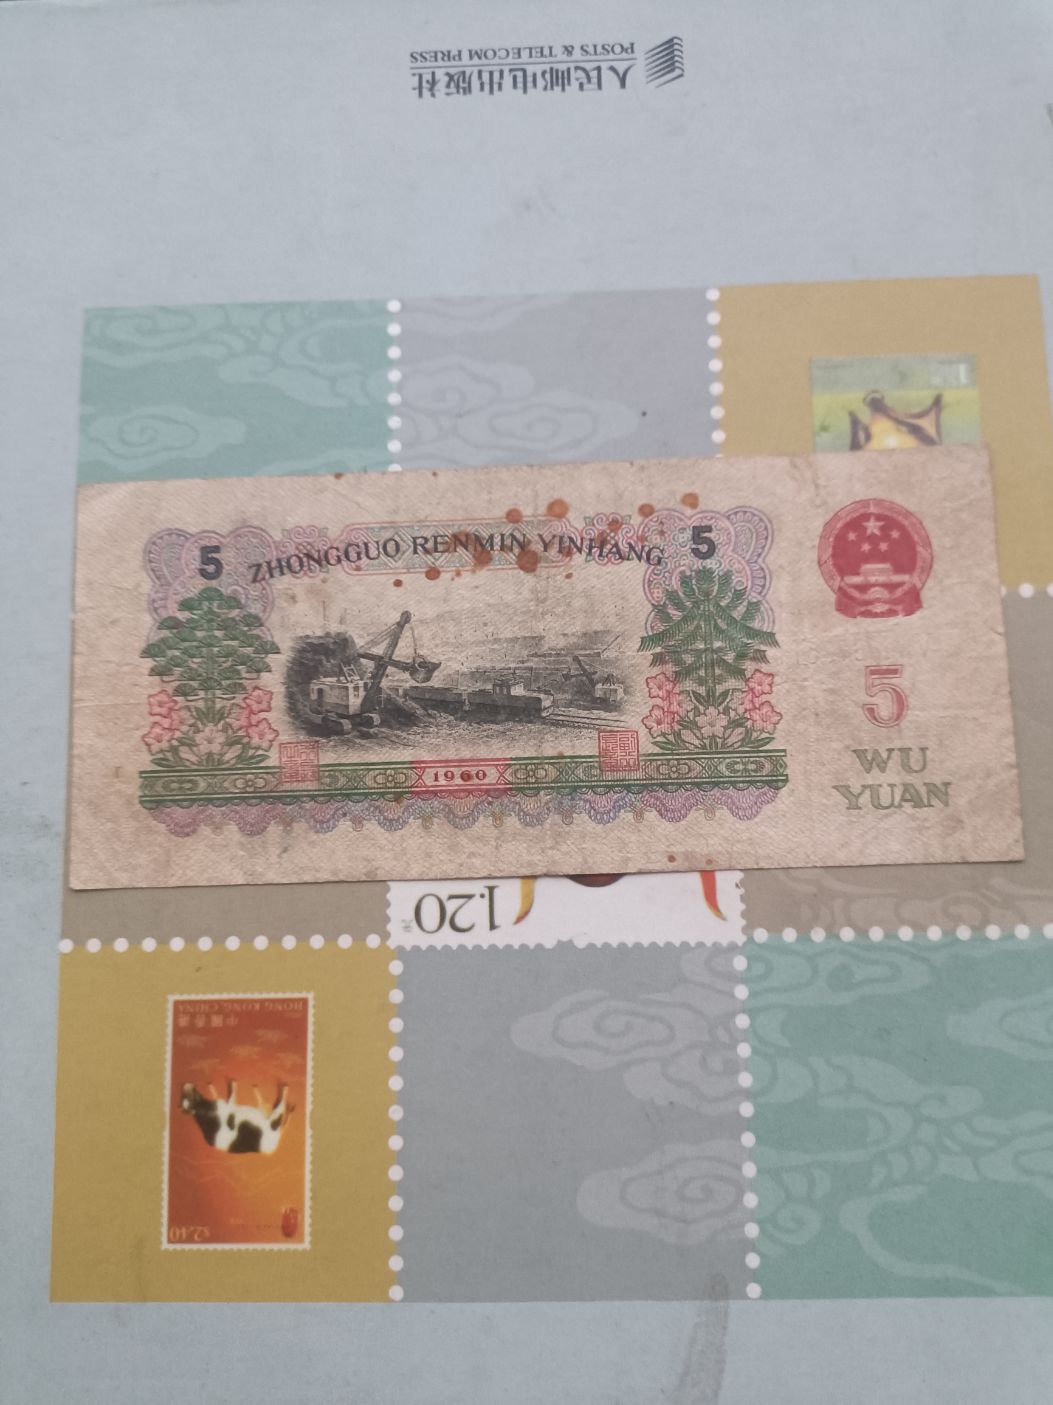 人民邮电出版社
POSTS & TELECOM PRESS
5
ZHONGGUO RENMIN YINHANG
5
5
WU
YUAN
1960
1.20
HONG KONG, CHINA
中國香港
$2.40